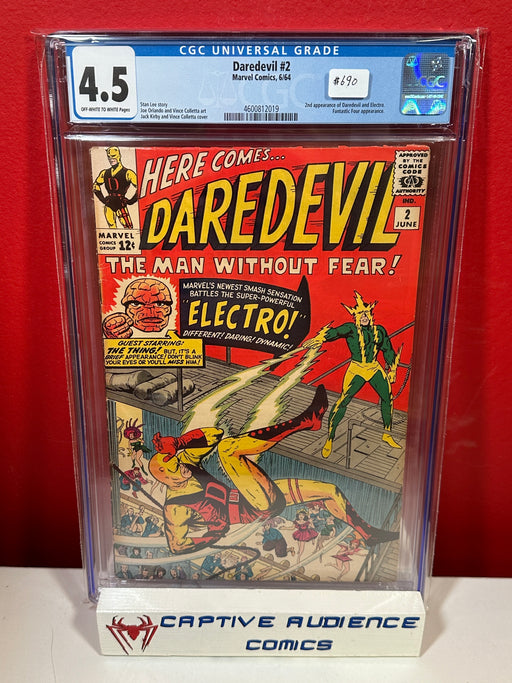 CGC UNIVERSAL GRADE
4.5
OFF-WHITE TO WHITE Pages
Daredevil #2
Marvel Comics, 6/64
#690
Stan Lee story
Joe Orlando and Vince Colletta art
Jack Kirby and Vince Colletta cover
4600812019
2nd appearance of Daredevil and Electro.
Fantastic Four appearance.
CGC
HERE COMES...
DAREDEVIL
THE MAN WITHOUT FEAR!
MARVEL
COMICS
GROUP
12¢
APPROVED
BY THE
COMICS
CODE
AUTHORITY
IND.
2
JUNE
MARVEL'S NEWEST SMASH SENSATION
BATTLES THE SUPER-POWERFUL
"ELECTRO!"
DIFFERENT! DARING! DYNAMIC!
GUEST STARRING:
THE THING! BUT, IT'S A
BRIEF APPEARANCE! DON'T BLINK
YOUR EYES OR YOU'LL MISS HIM!
CAPTIVE AUDIENCE
COMICS